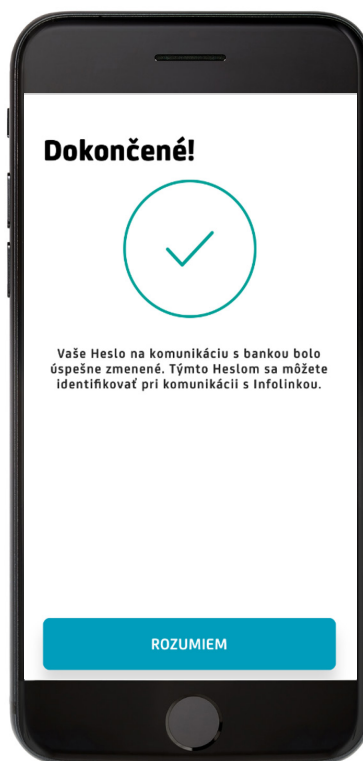 Dokončené!
Vaše Heslo na komunikáciu s bankou bolo
úspešne zmenené. Týmto Heslom sa môžete
identifikovať pri komunikácii s Infolinkou.
ROZUMIEM